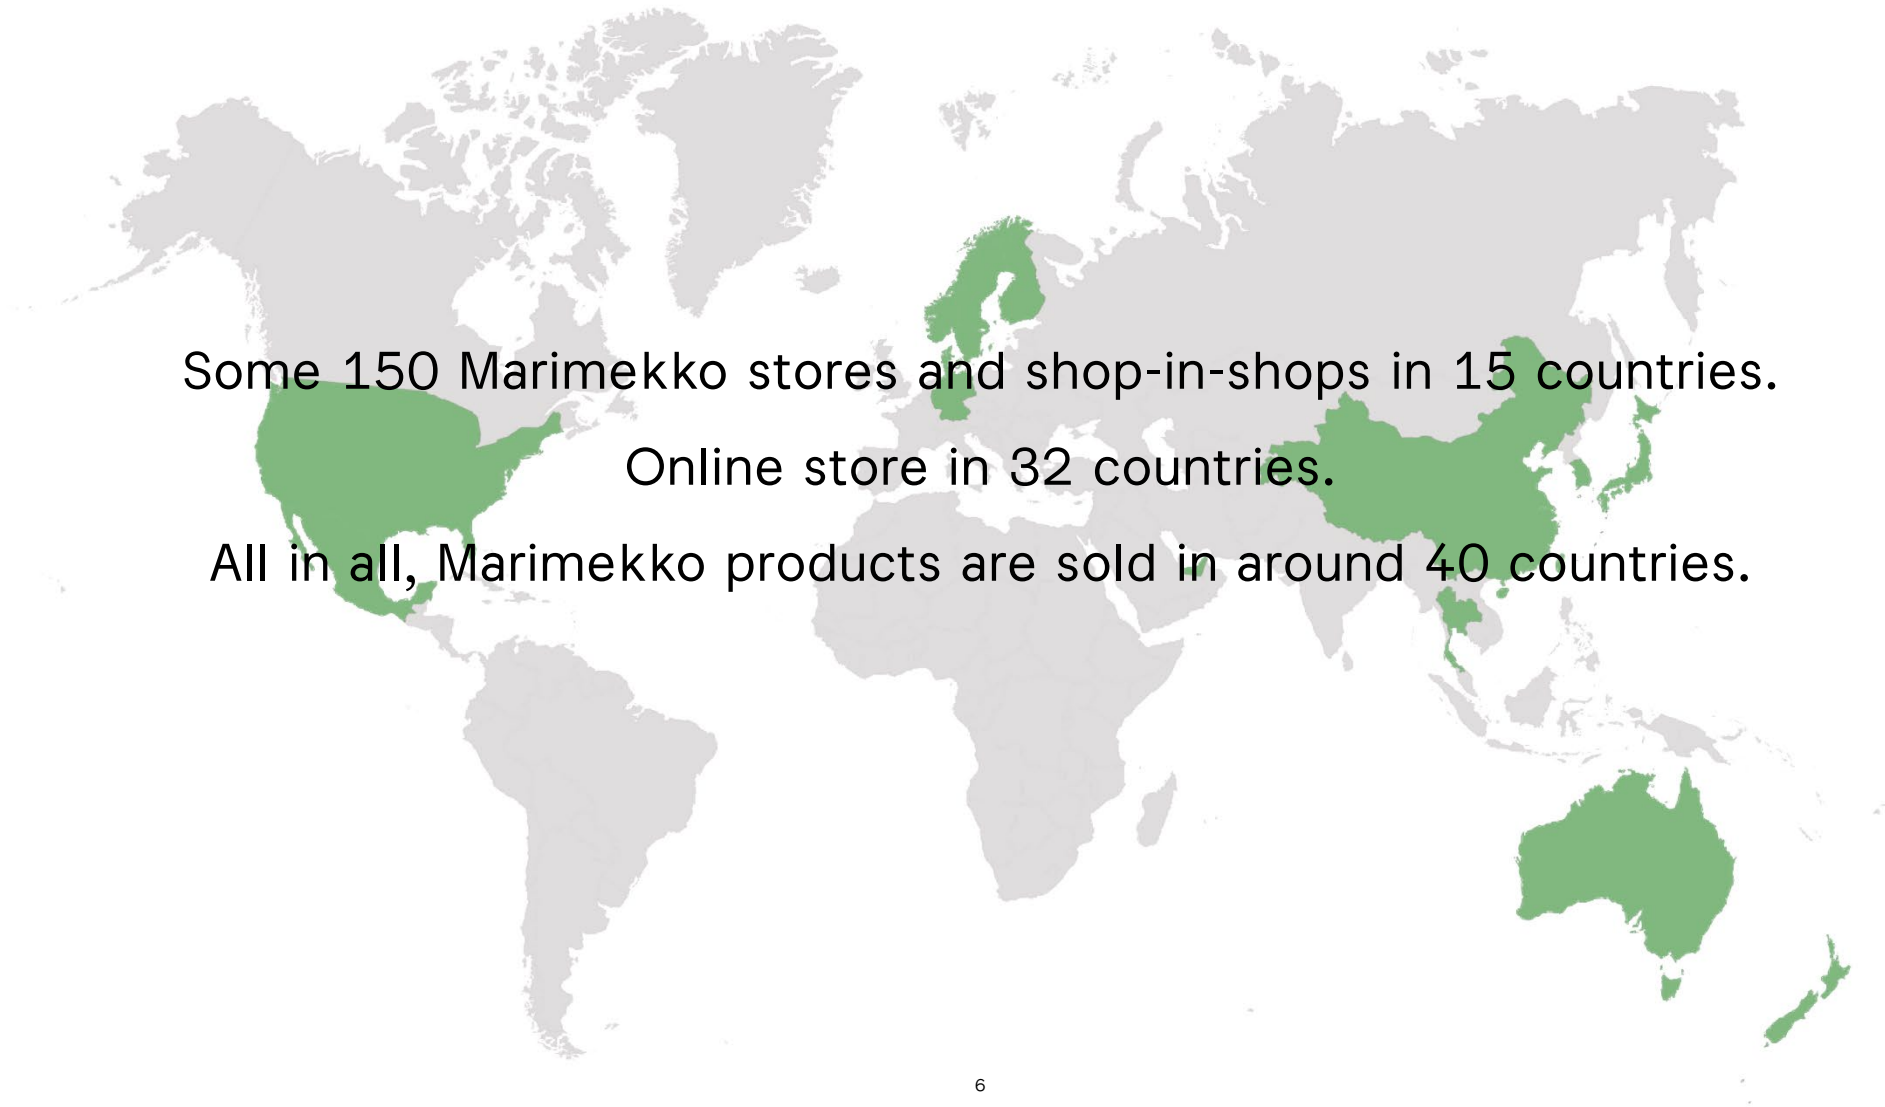 Some 150 Marimekko stores and shop-in-shops in 15 countries.
Online store in 32 countries.
All in all, Marimekko products are sold in around 40 countries.
6